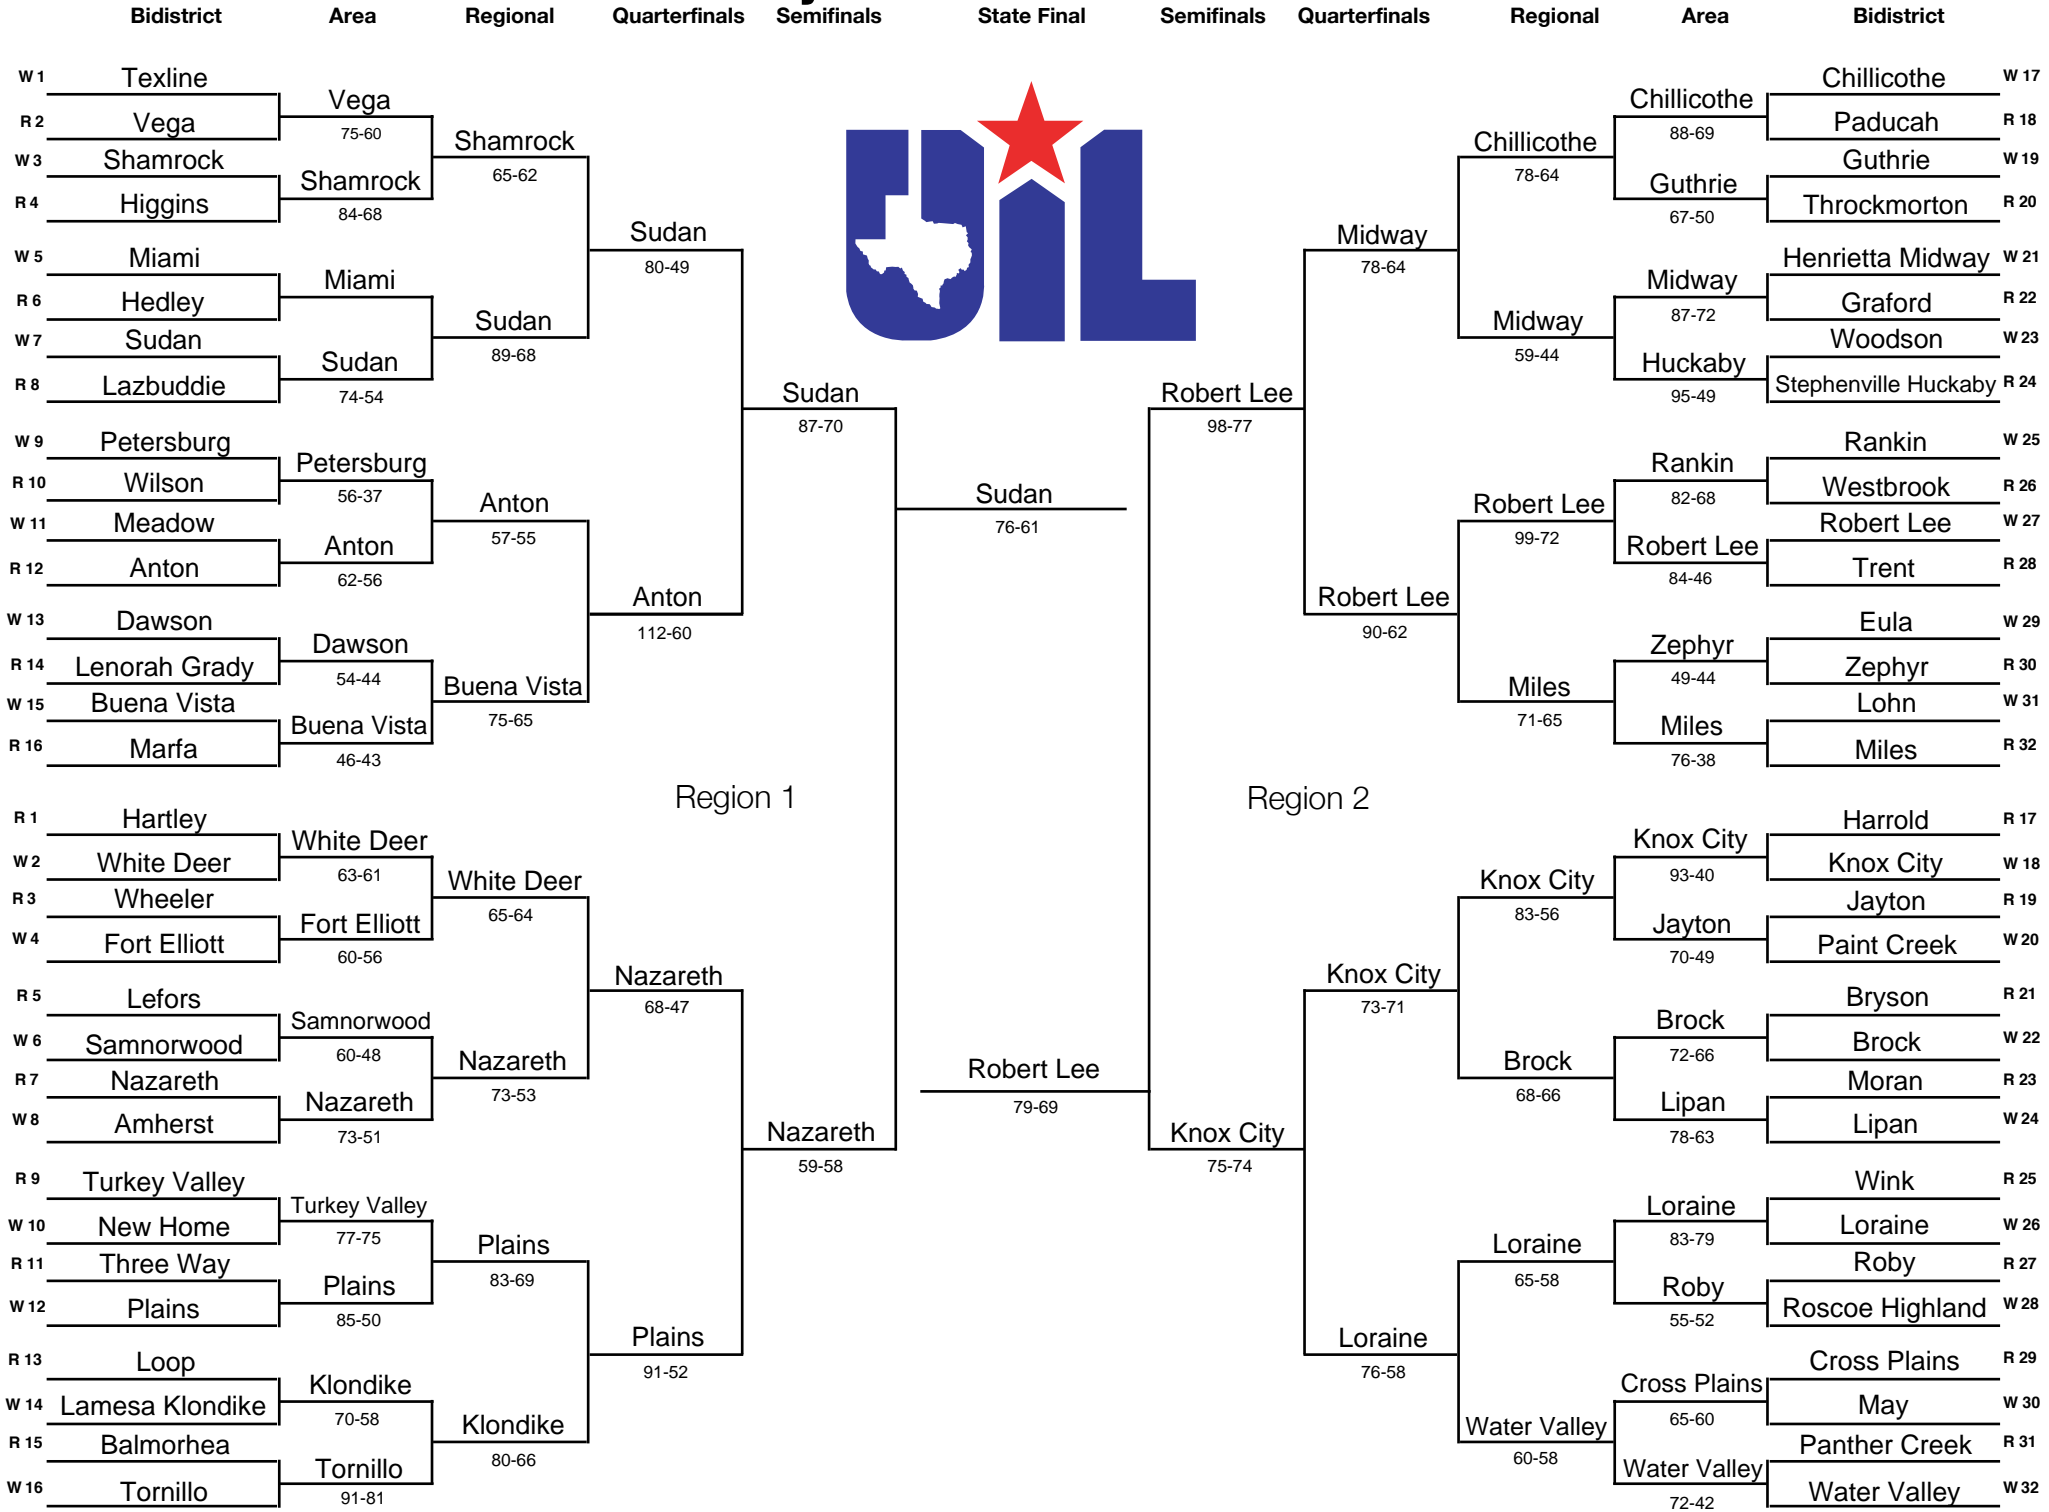 Bidistrict Area Regional Quarterfinals Semifinals State Final Semifinals Quarterfinals Regional Area Bidistrict
W 1 Texline
Vega
75-60
R 2 Vega
Shamrock
65-62
W 3 Shamrock
Shamrock
84-68
R 4 Higgins
Sudan
80-49
W 5 Miami
Miami
R 6 Hedley
Sudan
89-68
W 7 Sudan
Sudan
74-54
R 8 Lazbuddie
Sudan
87-70
W 9 Petersburg
Petersburg
56-37
R 10 Wilson
Anton
57-55
W 11 Meadow
Anton
62-56
R 12 Anton
Anton
112-60
W 13 Dawson
Dawson
54-44
R 14 Lenorah Grady
Buena Vista
75-65
W 15 Buena Vista
Buena Vista
46-43
R 16 Marfa
Region 1
R 1 Hartley
White Deer
63-61
W 2 White Deer
White Deer
65-64
R 3 Wheeler
Fort Elliott
60-56
W 4 Fort Elliott
Nazareth
68-47
R 5 Lefors
Samnorwood
60-48
W 6 Samnorwood
Nazareth
73-53
R 7 Nazareth
Nazareth
73-51
W 8 Amherst
Nazareth
59-58
R 9 Turkey Valley
Turkey Valley
77-75
W 10 New Home
Plains
83-69
R 11 Three Way
Plains
85-50
W 12 Plains
Plains
91-52
R 13 Loop
Klondike
70-58
W 14 Lamesa Klondike
Klondike
80-66
R 15 Balmorhea
Tornillo
91-81
W 16 Tornillo
UIL
Sudan
76-61
Robert Lee
79-69
Chillicothe W 17
Chillicothe
88-69
Paducah R 18
Chillicothe
78-64
Guthrie W 19
Guthrie
67-50
Throckmorton R 20
Midway
78-64
Henrietta Midway W 21
Midway
87-72
Graford R 22
Midway
59-44
Woodson W 23
Huckaby
95-49
Stephenville Huckaby R 24
Robert Lee
98-77
Rankin W 25
Rankin
82-68
Westbrook R 26
Robert Lee
99-72
Robert Lee W 27
Robert Lee
84-46
Trent R 28
Robert Lee
90-62
Eula W 29
Zephyr
49-44
Zephyr R 30
Miles
71-65
Lohn W 31
Miles
76-38
Miles R 32
Region 2
Harrold R 17
Knox City
93-40
Knox City W 18
Knox City
83-56
Jayton R 19
Jayton
70-49
Paint Creek W 20
Knox City
73-71
Bryson R 21
Brock
72-66
Brock W 22
Brock
68-66
Moran R 23
Lipan
78-63
Lipan W 24
Knox City
75-74
Wink R 25
Loraine
83-79
Loraine W 26
Loraine
65-58
Roby R 27
Roby
55-52
Roscoe Highland W 28
Loraine
76-58
Cross Plains R 29
Cross Plains
65-60
May W 30
Water Valley
60-58
Panther Creek R 31
Water Valley
72-42
Water Valley W 32